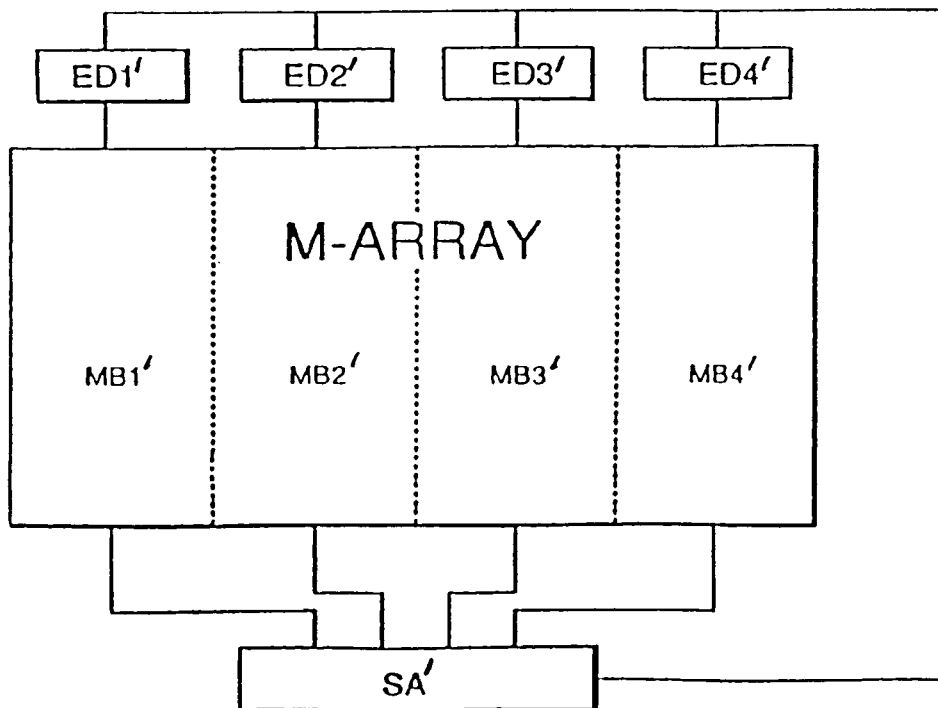 ED1′ ED2′ ED3′ ED4′
M-ARRAY
MB1′ MB2′ MB3′ MB4′
SA′